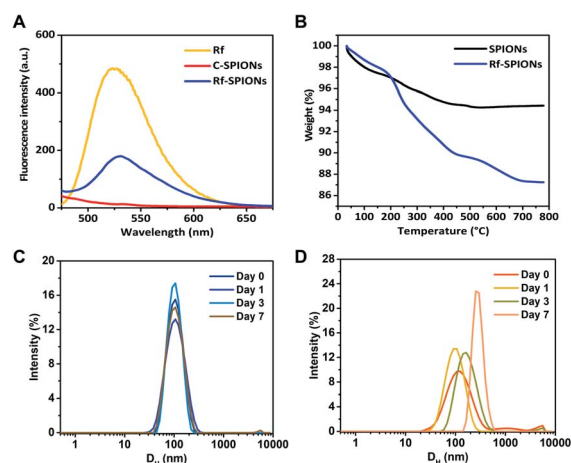 A
Rf
C-SPIONs
Rf-SPIONs
Fluorescence intensity (a.u.)
600
400
200
0
500 550 600 650
Wavelength (nm)
B
SPIONs
Rf-SPIONs
Weight (%)
100
98
96
94
92
90
88
86
0 100 200 300 400 500 600 700 800
Temperature (°C)
C
Day 0
Day 1
Day 3
Day 7
Intensity (%)
20
16
12
8
4
0
1 10 100 1000 10000
D_H (nm)
D
Day 0
Day 1
Day 3
Day 7
Intensity (%)
28
24
20
16
12
8
4
0
1 10 100 1000 10000
D_H (nm)